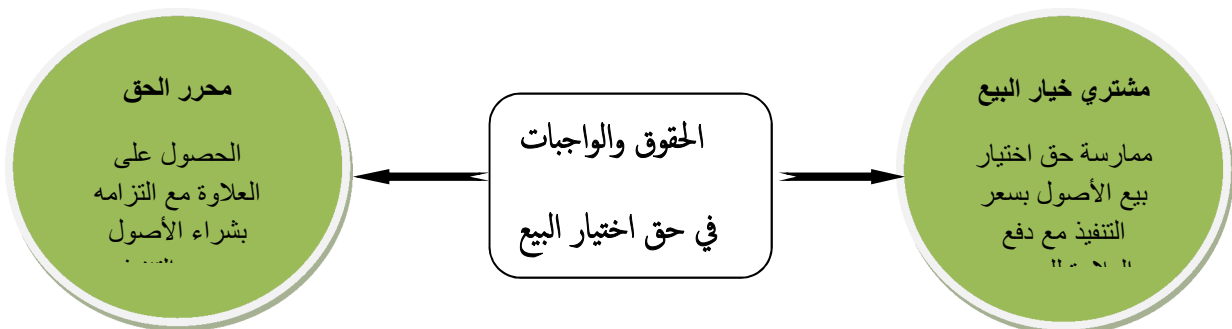 مشتري خيار البيع
ممارسة حق اختيار
بيع الأصول بسعر
التنفيذ مع دفع
الحقوق والواجبات
في حق اختيار البيع
محرر الحق
الحصول على
العلاوة مع التزامه
بشراء الأصول